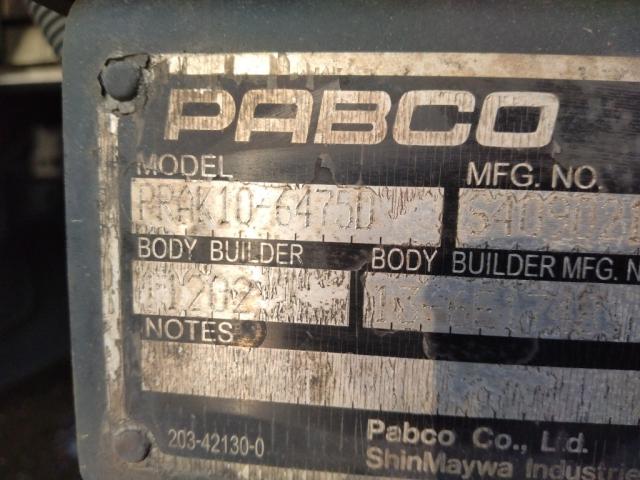 PABCO
MODEL
MFG. NO.
PRAK10-6475D
BODY BUILDER
BODY BUILDER MFG. N
NOTES
203-42130-0
Pabco Co., Ltd.
ShinMaywa Industrie